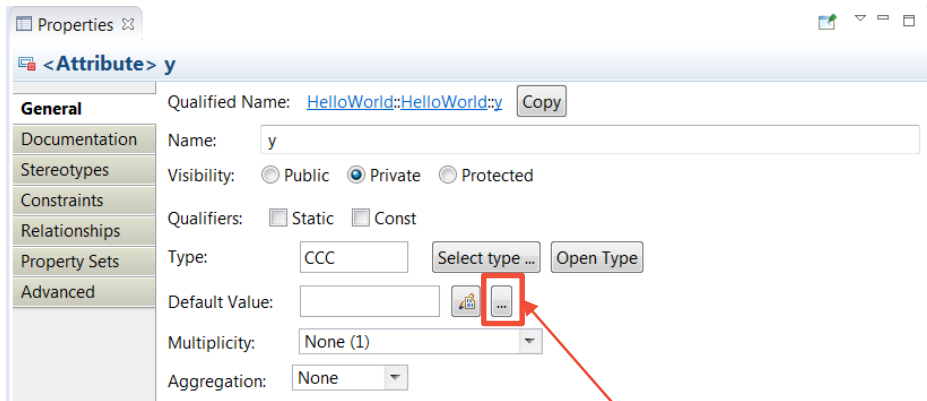 Properties
<Attribute> y
General
Documentation
Stereotypes
Constraints
Relationships
Property Sets
Advanced
Qualified Name: HelloWorld::HelloWorld::y Copy
Name: y
Visibility: Public Private Protected
Qualifiers: Static Const
Type: CCC Select type ... Open Type
Default Value: ...
Multiplicity: None (1)
Aggregation: None